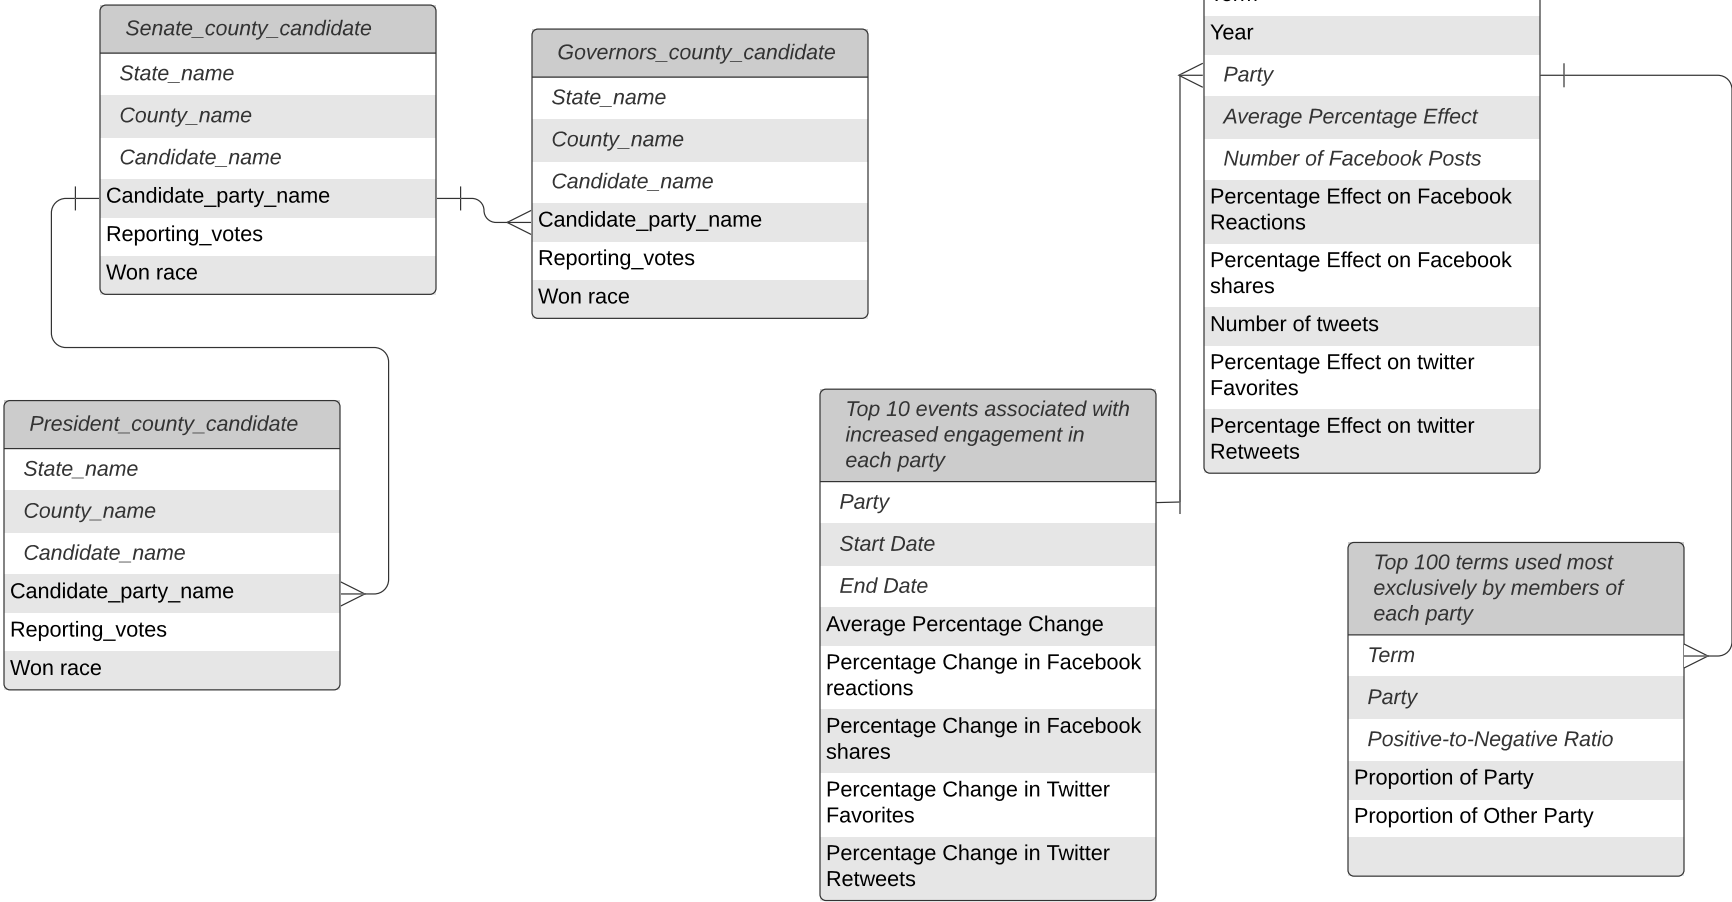 Senate_county_candidate
State_name
County_name
Candidate_name
Candidate_party_name
Reporting_votes
Won race
Governors_county_candidate
State_name
County_name
Candidate_name
Candidate_party_name
Reporting_votes
Won race
President_county_candidate
State_name
County_name
Candidate_name
Candidate_party_name
Reporting_votes
Won race
Year
Party
Average Percentage Effect
Number of Facebook Posts
Percentage Effect on Facebook
Reactions
Percentage Effect on Facebook
shares
Number of tweets
Percentage Effect on twitter
Favorites
Percentage Effect on twitter
Retweets
Top 10 events associated with
increased engagement in
each party
Party
Start Date
End Date
Average Percentage Change
Percentage Change in Facebook
reactions
Percentage Change in Facebook
shares
Percentage Change in Twitter
Favorites
Percentage Change in Twitter
Retweets
Top 100 terms used most
exclusively by members of
each party
Term
Party
Positive-to-Negative Ratio
Proportion of Party
Proportion of Other Party